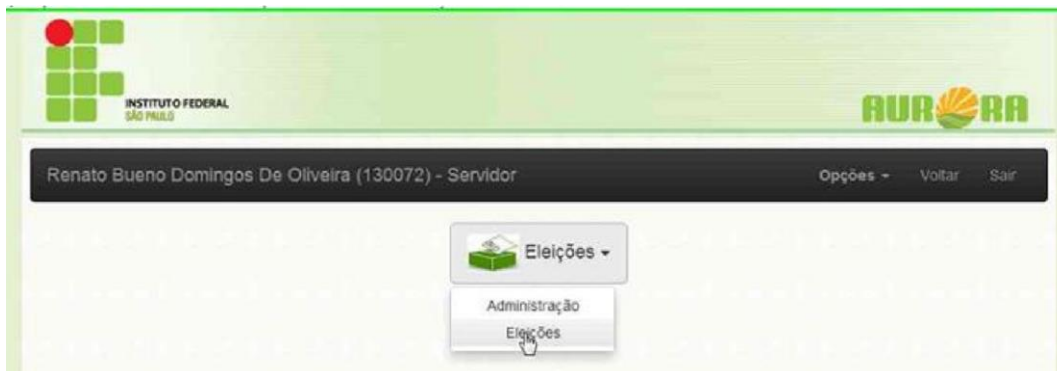 INSTITUTO FEDERAL
SÃO PAULO
AURORA
Renato Bueno Domingos De Oliveira (130072) - Servidor Opções Voltar Sair
Eleições
Administração
Eleições